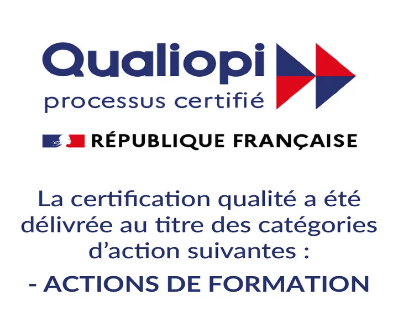 Qualiopi
processus certifié
RÉPUBLIQUE FRANÇAISE
La certification qualité a été
délivrée au titre des catégories
d’action suivantes :
- ACTIONS DE FORMATION